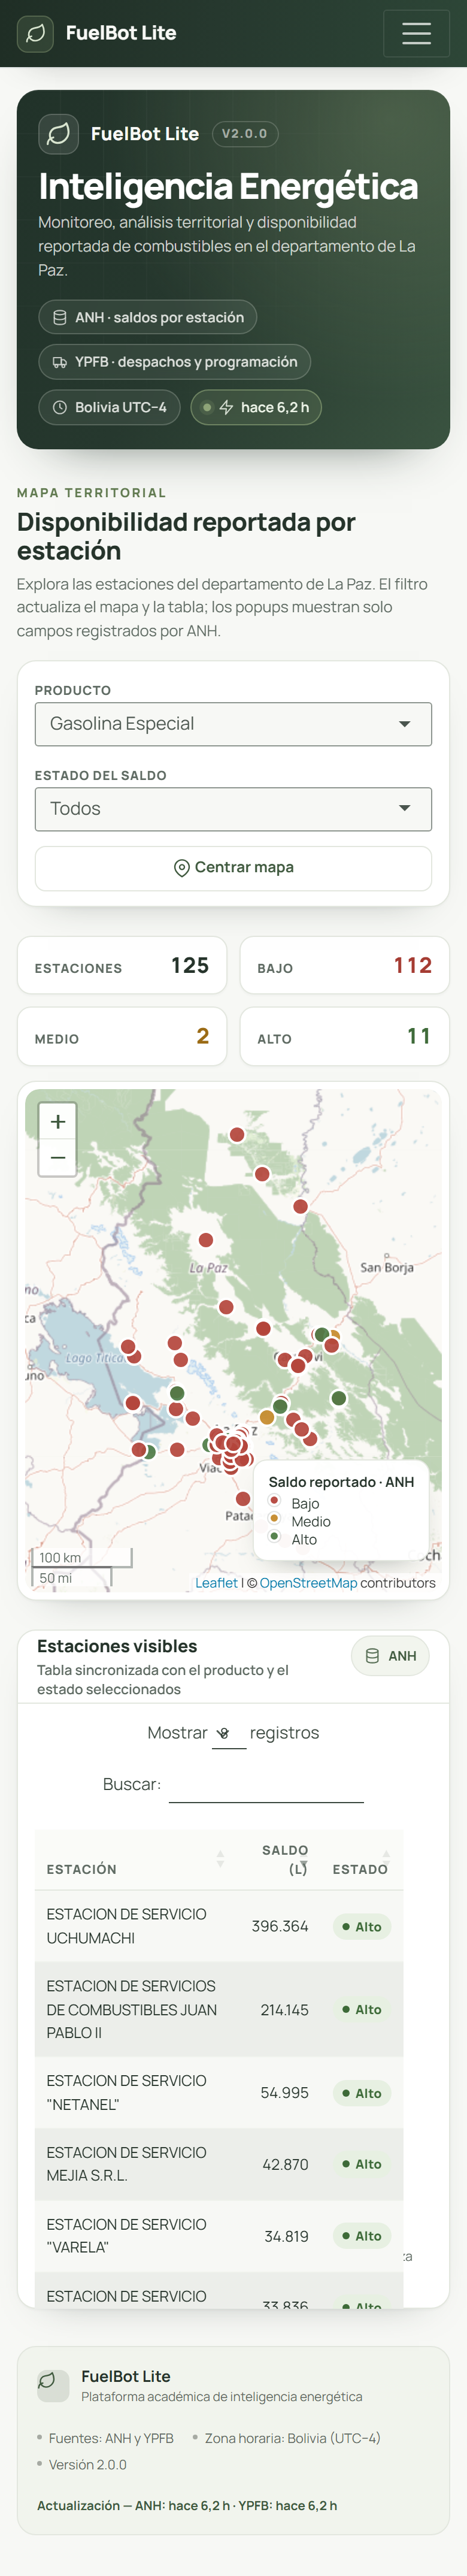 FuelBot Lite
FuelBot Lite V2.0.0
Inteligencia Energética
Monitoreo, análisis territorial y disponibilidad
reportada de combustibles en el departamento de La
Paz.
ANH · saldos por estación
YPFB · despachos y programación
Bolivia UTC−4 hace 6,2 h
MAPA TERRITORIAL
Disponibilidad reportada por
estación
Explora las estaciones del departamento de La Paz. El filtro
actualiza el mapa y la tabla; los popups muestran solo
campos registrados por ANH.
PRODUCTO
Gasolina Especial
ESTADO DEL SALDO
Todos
Centrar mapa
ESTACIONES 125 BAJO 112
MEDIO 2 ALTO 11
+
−
La Paz
San Borja
Lago Titica
Saldo reportado · ANH
Bajo
Medio
Alto
100 km
50 mi
Leaflet | © OpenStreetMap contributors
Estaciones visibles ANH
Tabla sincronizada con el producto y el
estado seleccionados
Mostrar 8 registros
Buscar:
ESTACIÓN SALDO (L) ESTADO
ESTACION DE SERVICIO
UCHUMACHI 396.364 Alto
ESTACION DE SERVICIOS
DE COMBUSTIBLES JUAN
PABLO II 214.145 Alto
ESTACION DE SERVICIO
"NETANEL" 54.995 Alto
ESTACION DE SERVICIO
MEJIA S.R.L. 42.870 Alto
ESTACION DE SERVICIO
"VARELA" 34.819 Alto
ESTACION DE SERVICIO 33.836 Alto
FuelBot Lite
Plataforma académica de inteligencia energética
Fuentes: ANH y YPFB Zona horaria: Bolivia (UTC−4)
Versión 2.0.0
Actualización — ANH: hace 6,2 h · YPFB: hace 6,2 h